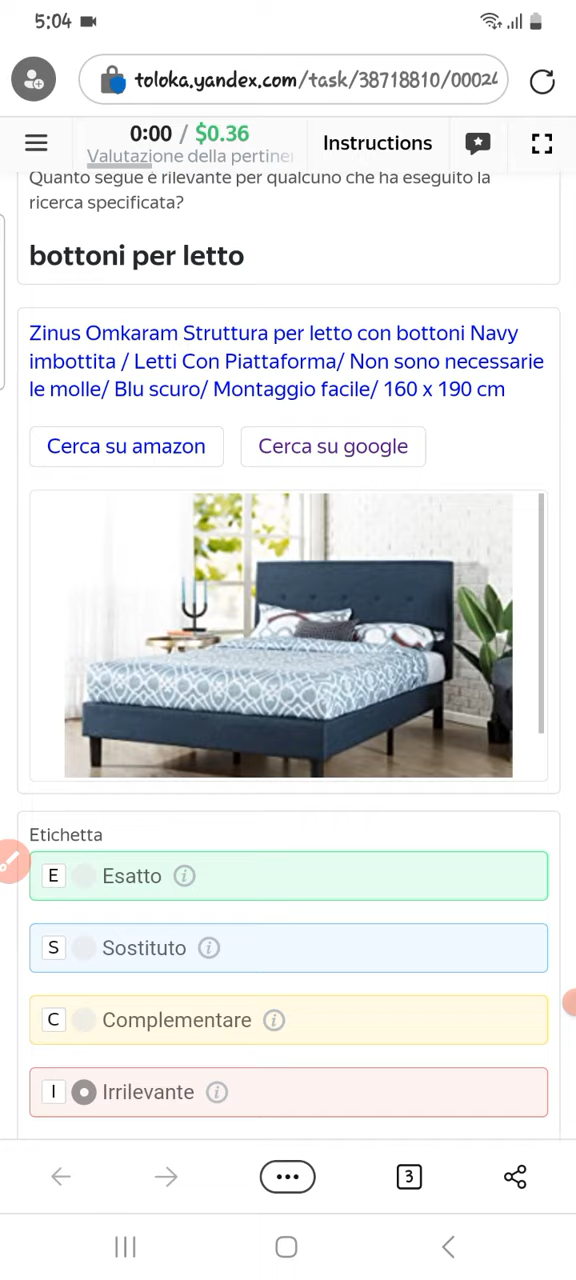 5:04
toloka.yandex.com/task/38718810/0002
0:00 / $0.36
Valutazione della pertine
Instructions
Quanto segue è rilevante per qualcuno che ha eseguito la
ricerca specificata?
bottoni per letto
Zinus Omkaram Struttura per letto con bottoni Navy
imbottita / Letti Con Piattaforma/ Non sono necessarie
le molle/ Blu scuro/ Montaggio facile/ 160 x 190 cm
Cerca su amazon
Cerca su google
Etichetta
E Esatto
S Sostituto
C Complementare
I Irrilevante
3